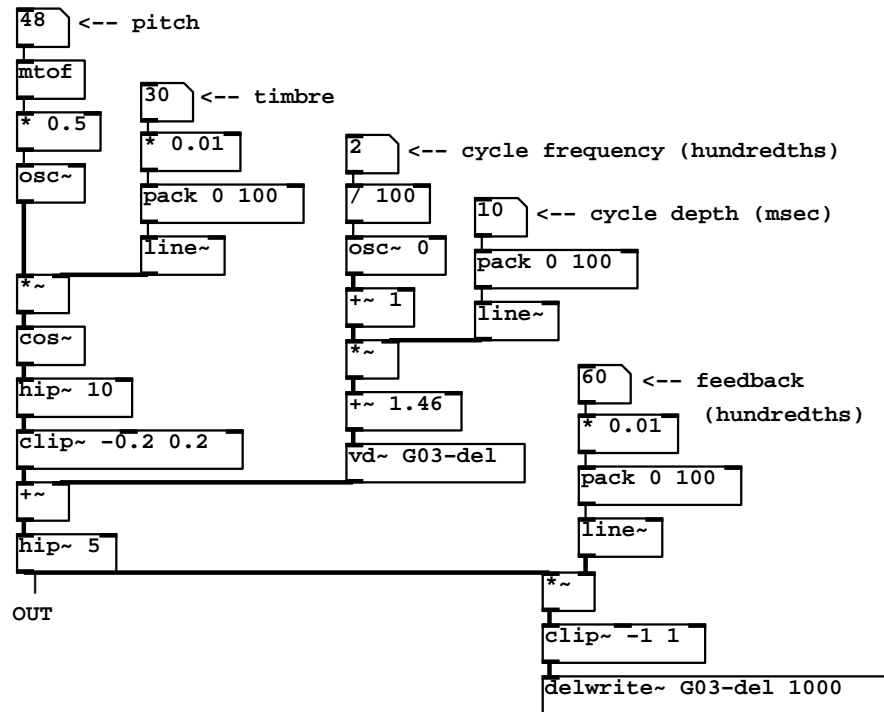 48 <-- pitch
mtof
30 <-- timbre
* 0.5
* 0.01
2 <-- cycle frequency (hundredths)
osc~
pack 0 100
/ 100
10 <-- cycle depth (msec)
line~
osc~ 0
pack 0 100
*~
+~ 1
line~
cos~
*~
60 <-- feedback
(hundredths)
hip~ 10
+~ 1.46
* 0.01
clip~ -0.2 0.2
vd~ G03-del
pack 0 100
+~
line~
hip~ 5
*~
OUT
clip~ -1 1
delwrite~ G03-del 1000